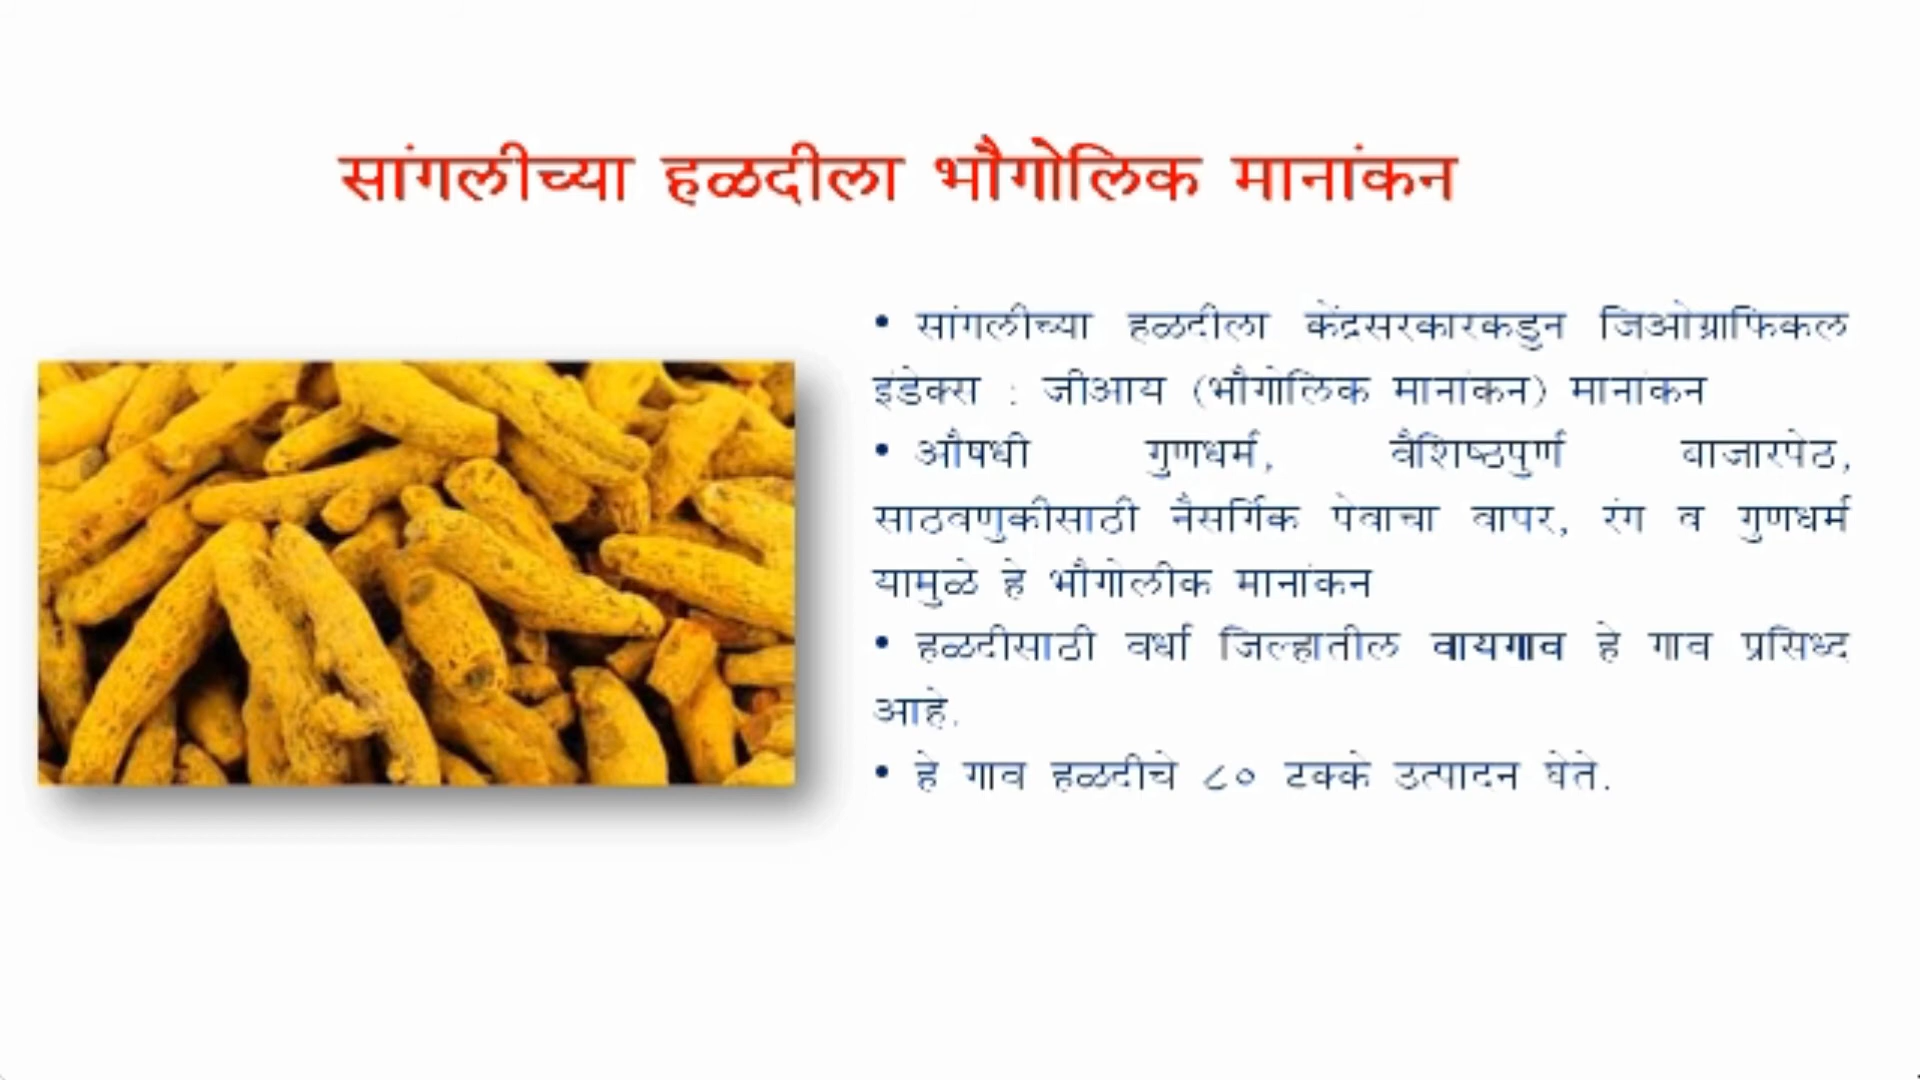 सांगलीच्या हळदीला भौगोलिक मानांकन
• सांगलीच्या हळदीला केंद्रसरकारकडुन जिओग्राफिकल
इंडेक्स : जीआय (भौगोलिक मानांकन) मानांकन
• औषधी गुणधर्म, वैशिष्ठपुर्ण बाजारपेठ,
साठवणुकीसाठी नैसर्गिक पेवाचा वापर, रंग व गुणधर्म
यामुळे हे भौगोलीक मानांकन
• हळदीसाठी वर्धा जिल्हातील वायगाव हे गाव प्रसिध्द
आहे.
• हे गाव हळदीचे ८० टक्के उत्पादन घेते.